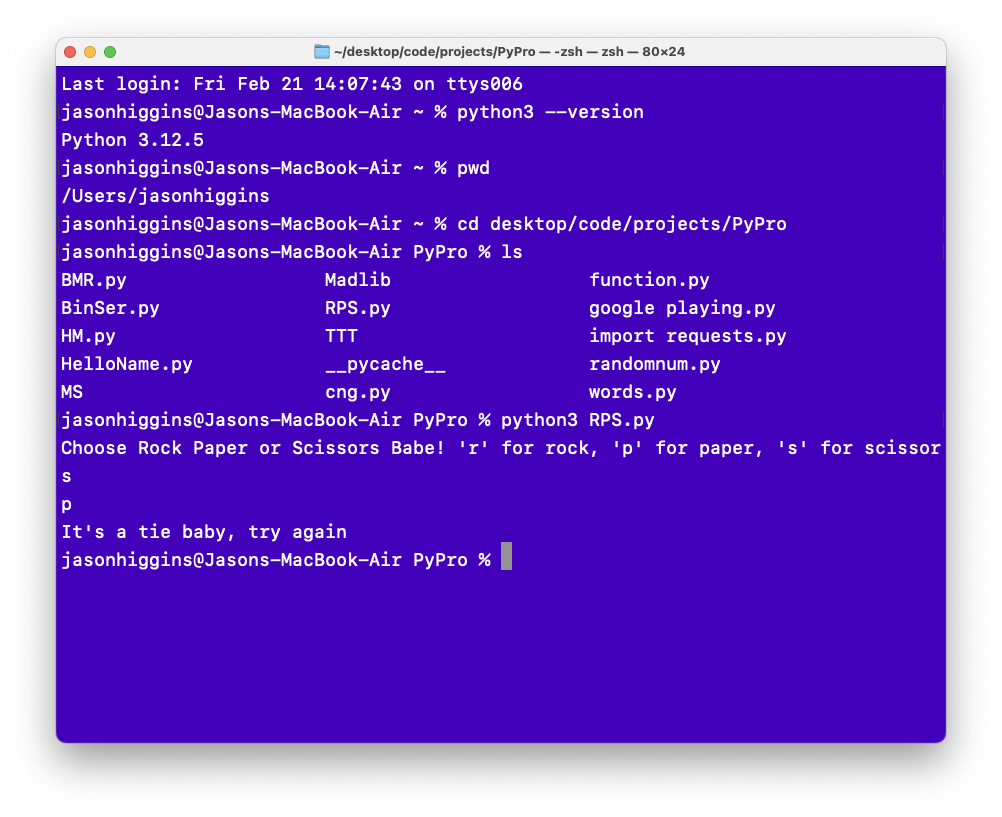 ~/desktop/code/projects/PyPro — -zsh — zsh — 80×24
Last login: Fri Feb 21 14:07:43 on ttys006
jasonhiggins@Jasons-MacBook-Air ~ % python3 --version
Python 3.12.5
jasonhiggins@Jasons-MacBook-Air ~ % pwd
/Users/jasonhiggins
jasonhiggins@Jasons-MacBook-Air ~ % cd desktop/code/projects/PyPro
jasonhiggins@Jasons-MacBook-Air PyPro % ls
BMR.py Madlib function.py
BinSer.py RPS.py google playing.py
HM.py TTT import requests.py
HelloName.py __pycache__ randomnum.py
MS cng.py words.py
jasonhiggins@Jasons-MacBook-Air PyPro % python3 RPS.py
Choose Rock Paper or Scissors Babe! 'r' for rock, 'p' for paper, 's' for scissor
s
p
It's a tie baby, try again
jasonhiggins@Jasons-MacBook-Air PyPro %